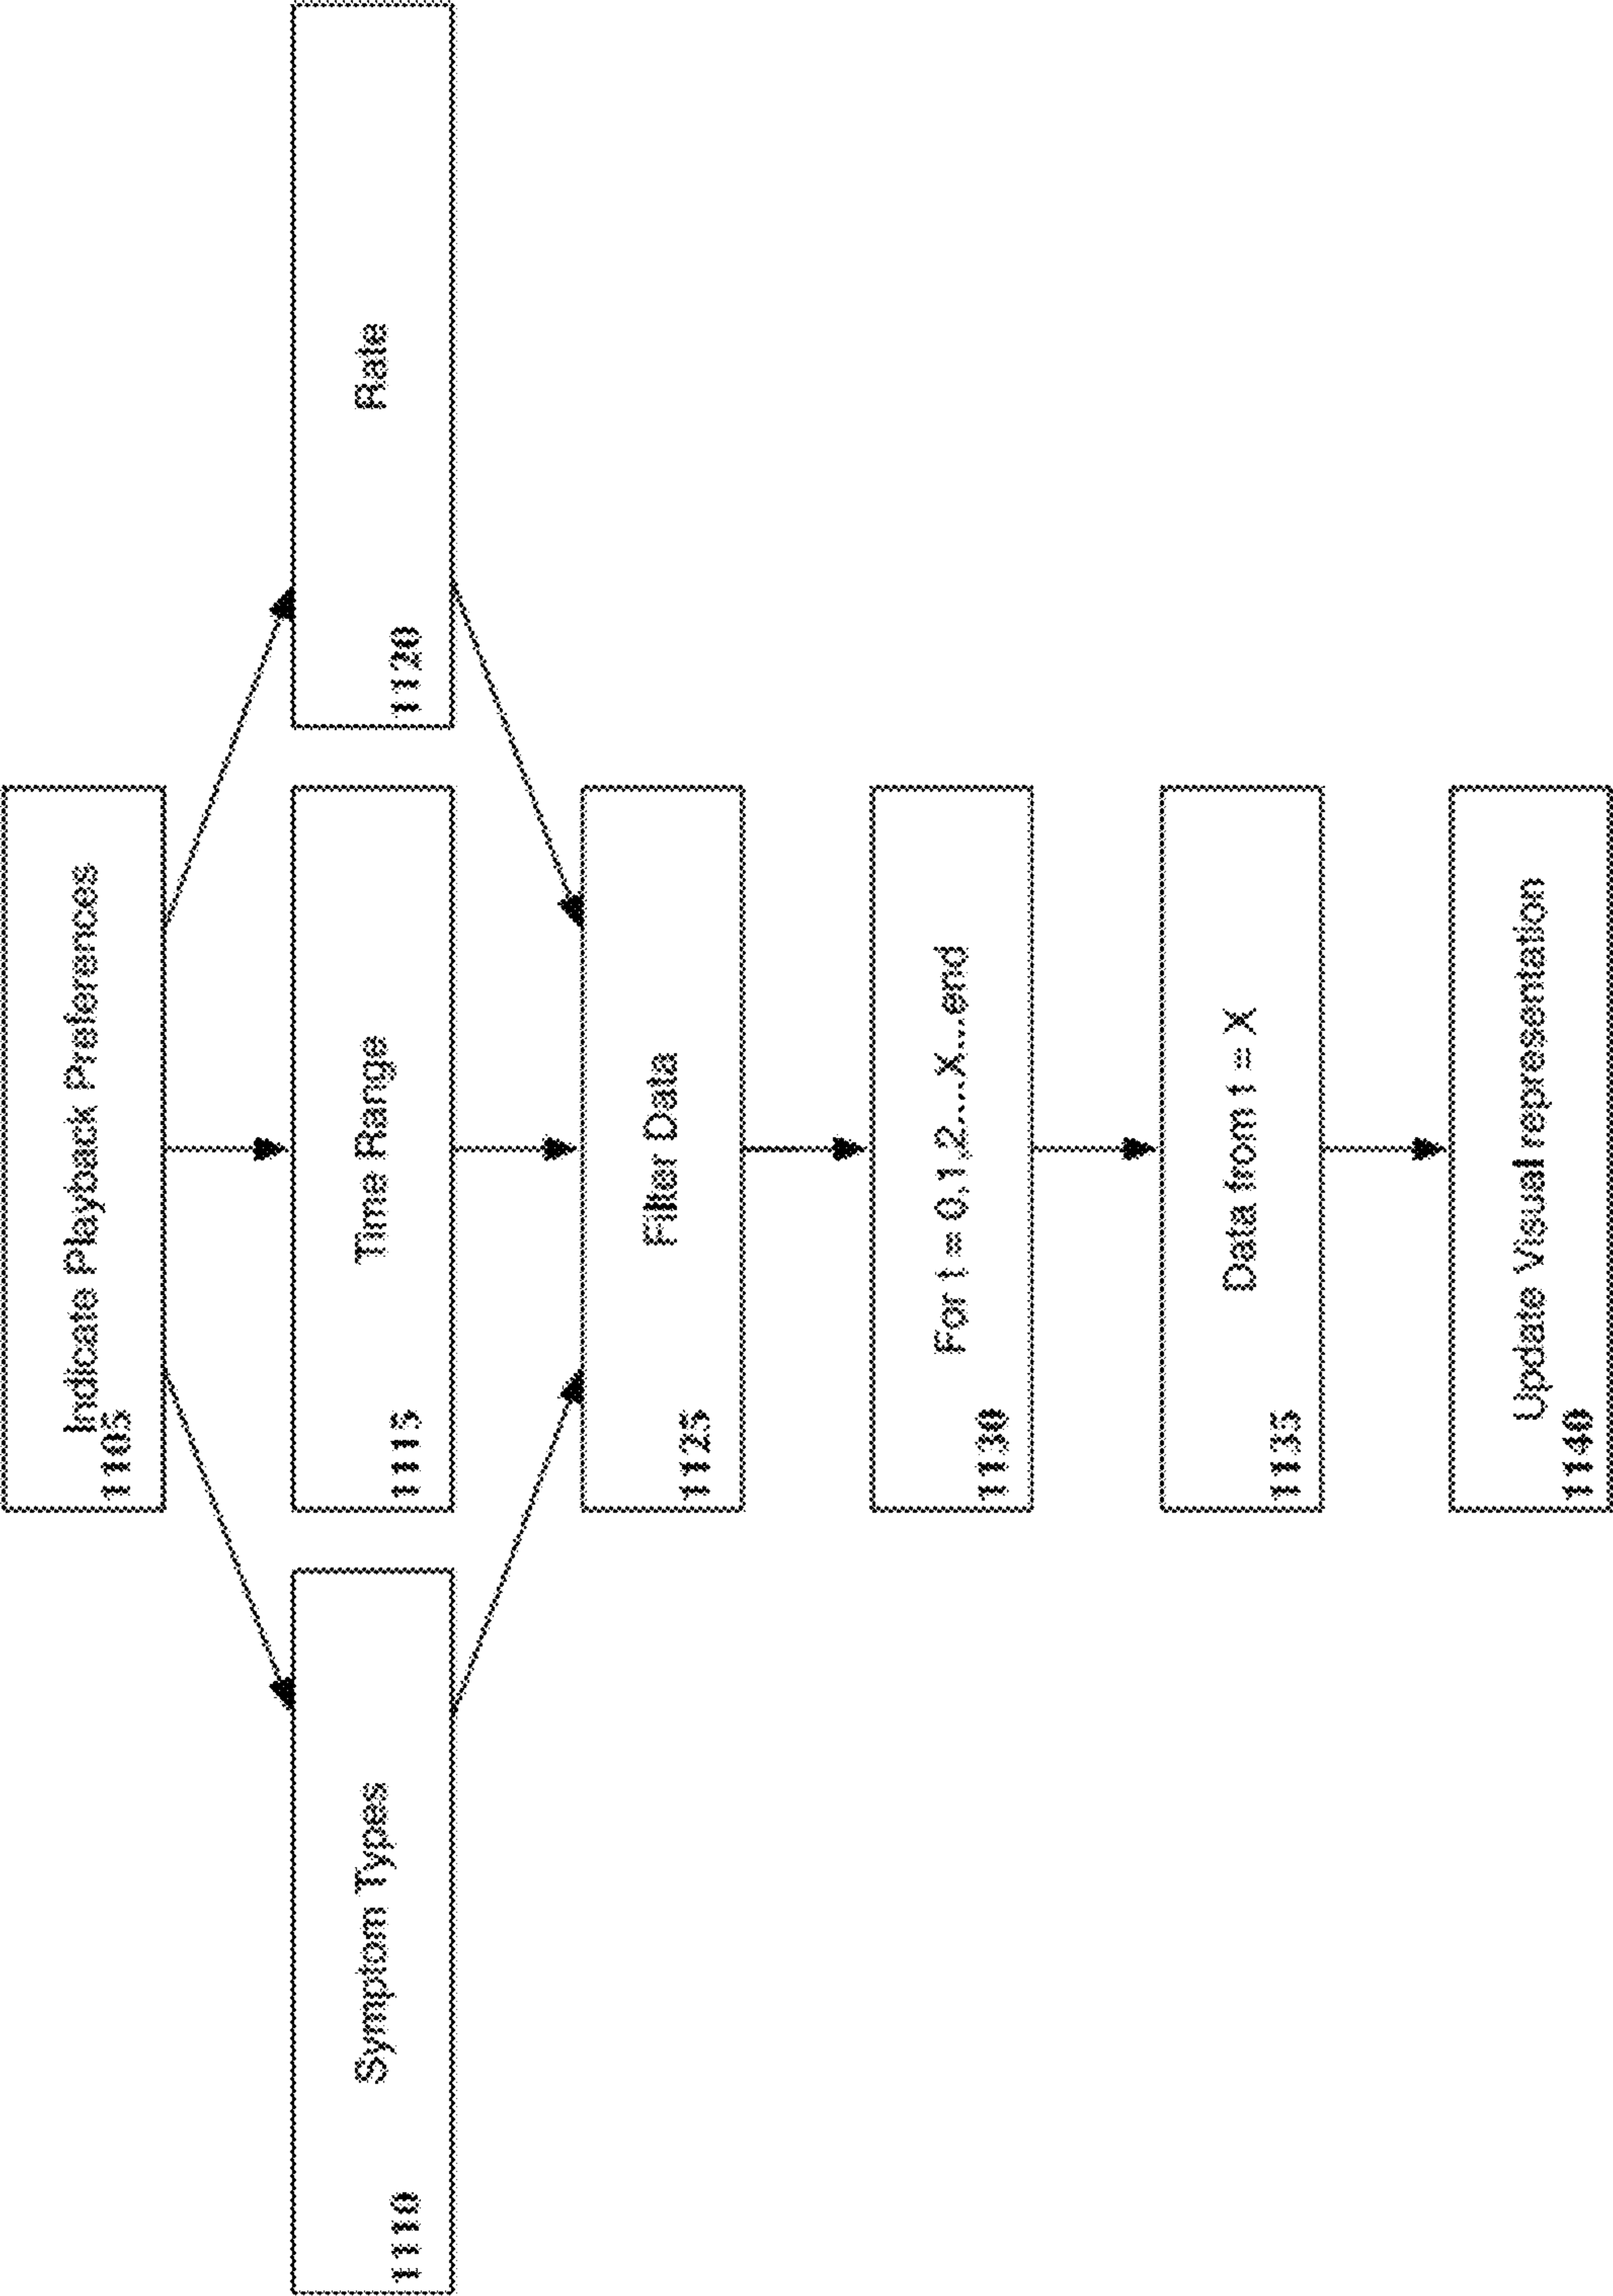 Indicate Playback Preferences
1105
Symptom Types
1110
Time Range
1115
Rate
1120
Filter Data
1125
For t = 0,1,2....X....end
1130
Data from t = X
1135
Update Visual representation
1140